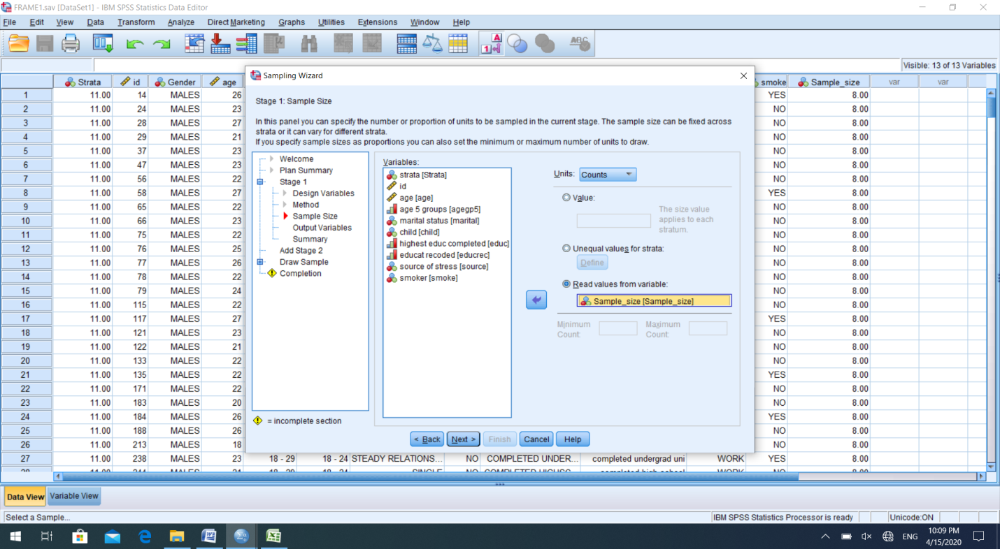 FRAME1.sav [DataSet1] - IBM SPSS Statistics Data Editor
File Edit View Data Transform Analyze Direct Marketing Graphs Utilities Extensions Window Help
Visible: 13 of 13 Variables
Strata id Gender age smoke Sample_size var var
1 11.00 14 MALES 26 YES 8.00
2 11.00 24 MALES 23 NO 8.00
3 11.00 28 MALES 27 NO 8.00
4 11.00 29 MALES 21 NO 8.00
5 11.00 37 MALES 23 NO 8.00
6 11.00 47 MALES 23 NO 8.00
7 11.00 56 MALES 22 NO 8.00
8 11.00 58 MALES 27 YES 8.00
9 11.00 65 MALES 22 NO 8.00
10 11.00 66 MALES 23 NO 8.00
11 11.00 75 MALES 22 NO 8.00
12 11.00 76 MALES 25 NO 8.00
13 11.00 77 MALES 26 NO 8.00
14 11.00 78 MALES 22 NO 8.00
15 11.00 79 MALES 24 NO 8.00
16 11.00 115 MALES 22 NO 8.00
17 11.00 117 MALES 27 YES 8.00
18 11.00 121 MALES 23 NO 8.00
19 11.00 122 MALES 21 NO 8.00
20 11.00 133 MALES 22 NO 8.00
21 11.00 135 MALES 22 YES 8.00
22 11.00 171 MALES 22 NO 8.00
23 11.00 183 MALES 20 NO 8.00
24 11.00 184 MALES 26 YES 8.00
25 11.00 188 MALES 26 NO 8.00
26 11.00 213 MALES 18 NO 8.00
27 11.00 238 MALES 23 18 - 29 18 - 24 STEADY RELATIONS... NO COMPLETED UNDER... completed undergrad uni WORK YES 8.00
Sampling Wizard
Stage 1: Sample Size
In this panel you can specify the number or proportion of units to be sampled in the current stage. The sample size can be fixed across
strata or it can vary for different strata.
If you specify sample sizes as proportions you can also set the minimum or maximum number of units to draw.
Welcome
Plan Summary
Stage 1
Design Variables
Method
Sample Size
Output Variables
Summary
Add Stage 2
Draw Sample
Completion
= incomplete section
Variables:
strata [Strata]
id
age [age]
age 5 groups [agegp5]
marital status [marital]
child [child]
highest educ completed [educ]
educat recoded [educrec]
source of stress [source]
smoker [smoke]
Units: Counts
Value:
The size value
applies to each
stratum.
Unequal values for strata:
Define
Read values from variable:
Sample_size [Sample_size]
Minimum Count:
Maximum Count:
< Back Next > Finish Cancel Help
Data View Variable View
Select a Sample...
IBM SPSS Statistics Processor is ready
Unicode:ON
ENG
10:09 PM
4/15/2020